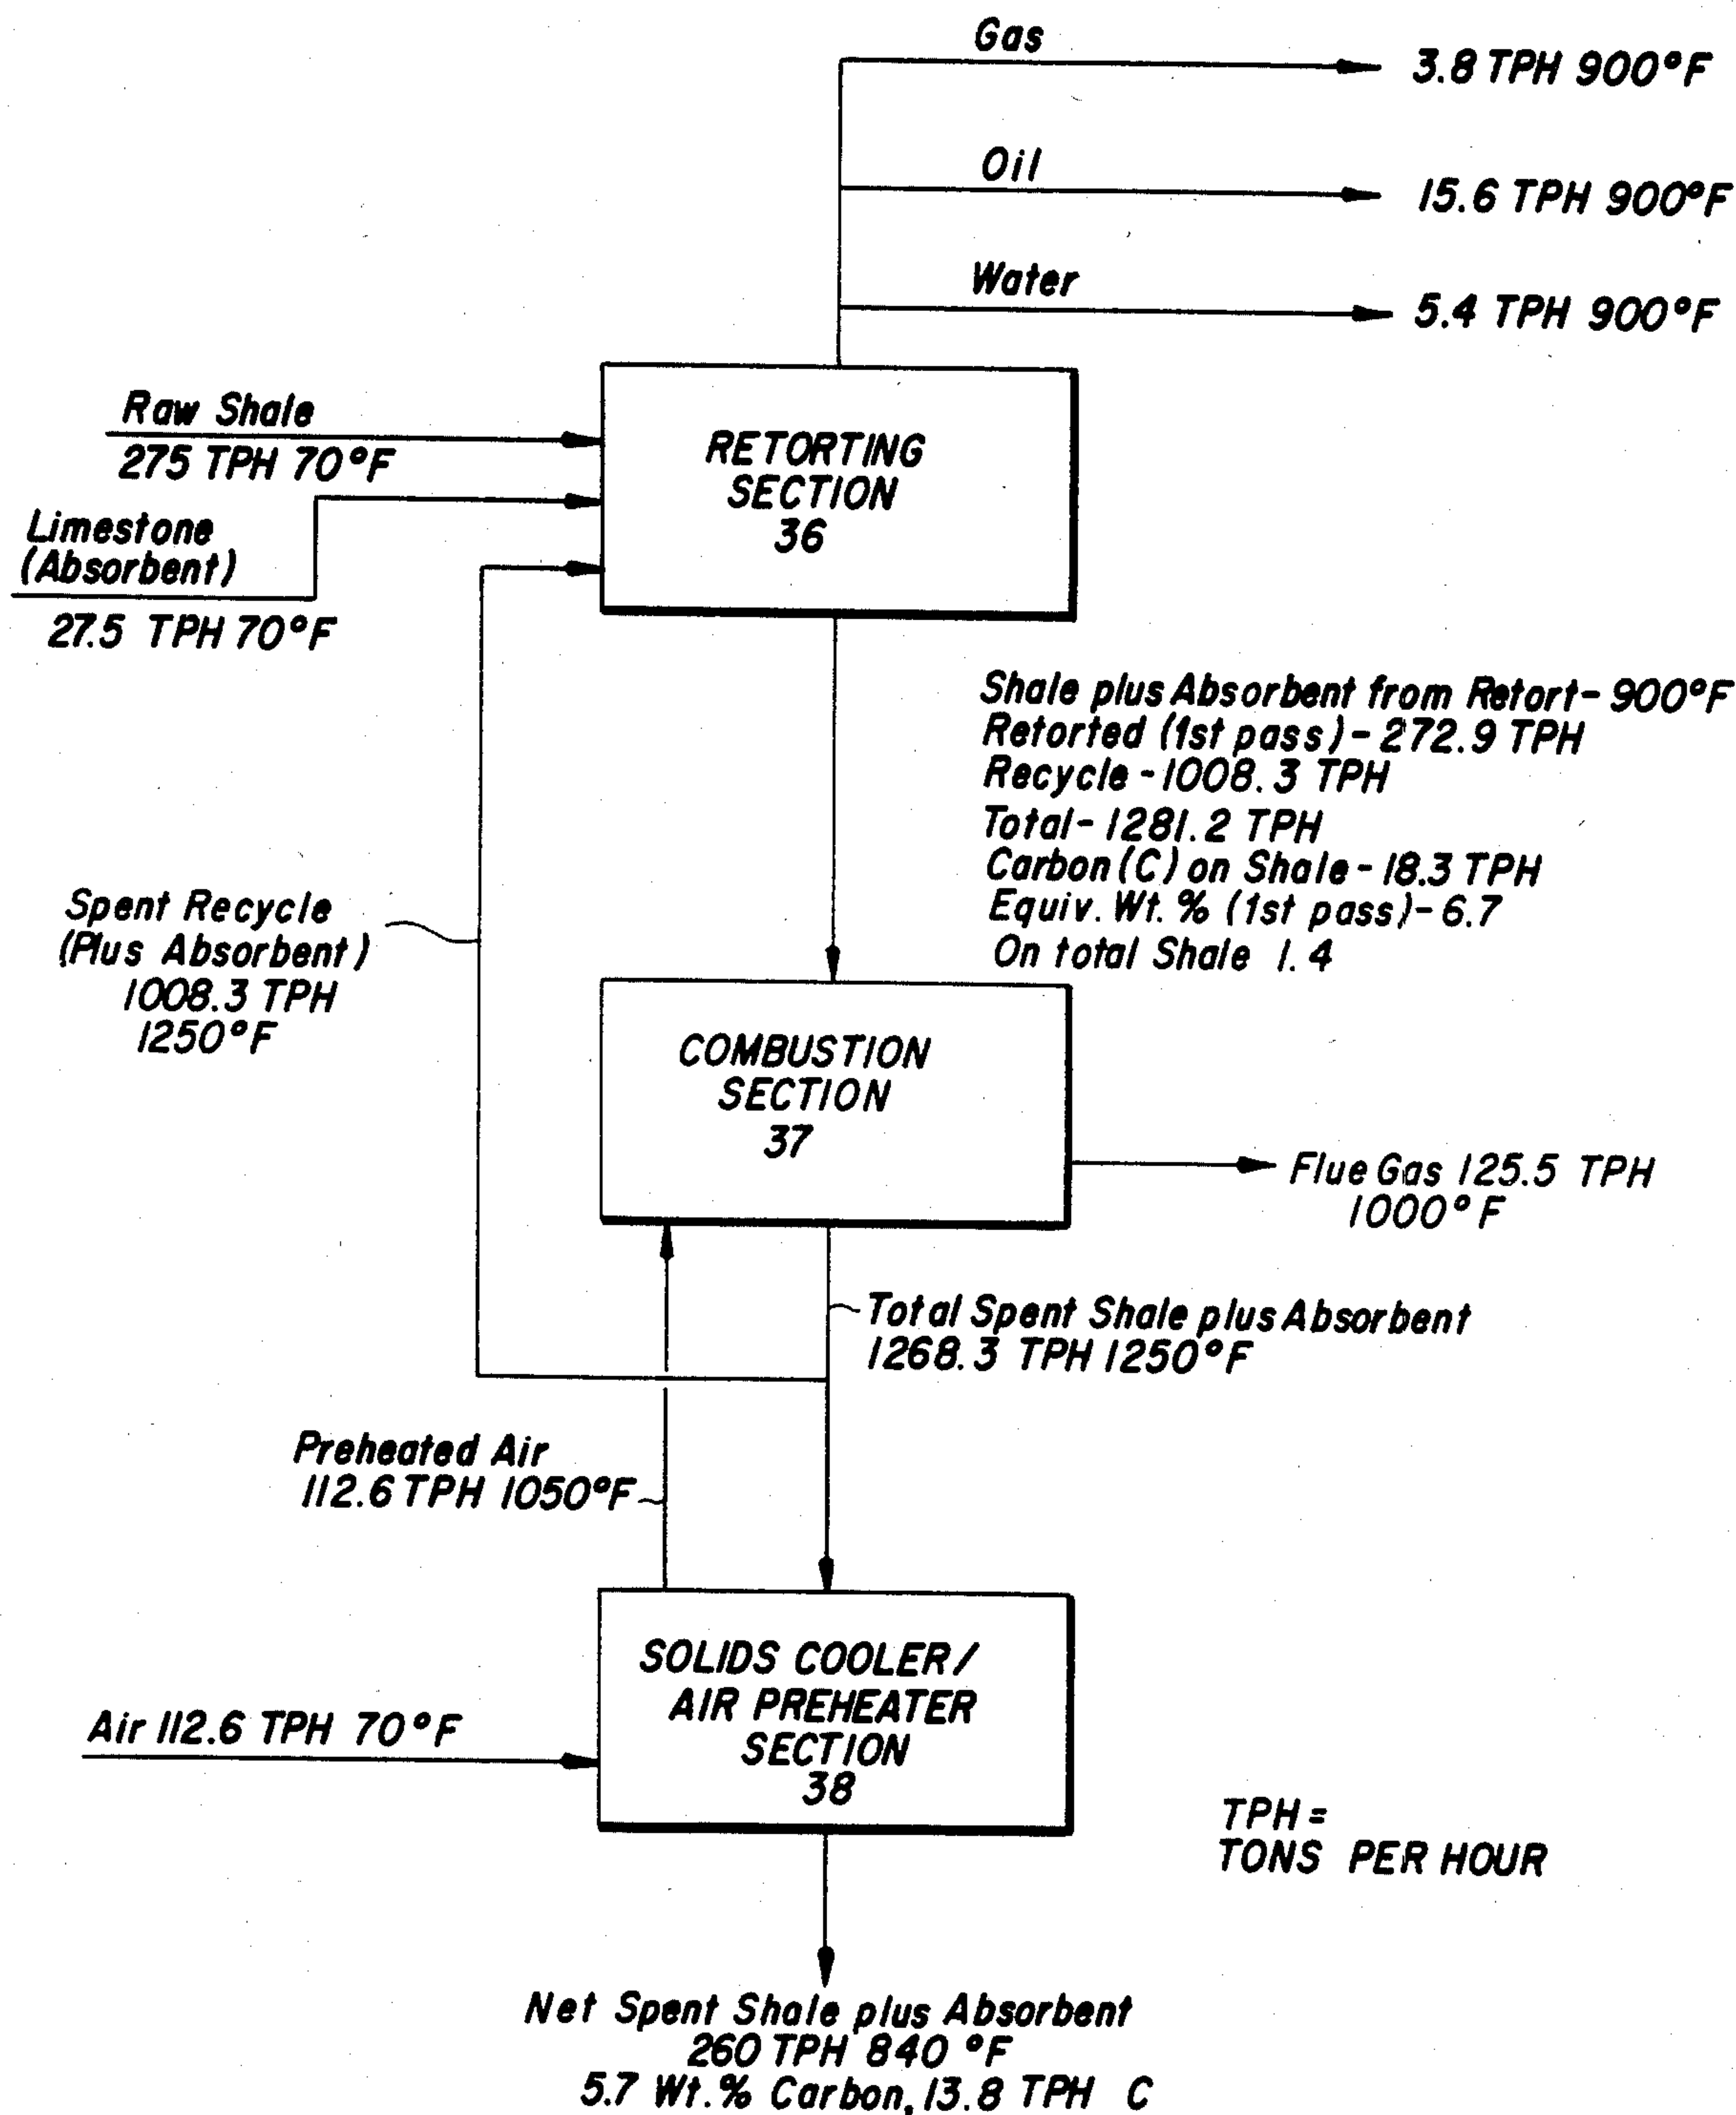 Gas
3.8 TPH 900°F
Oil
15.6 TPH 900°F
Water
5.4 TPH 900°F
Raw Shale
275 TPH 70°F
Limestone
(Absorbent)
27.5 TPH 70°F
RETORTING
SECTION
36
Shale plus Absorbent from Retort- 900°F
Retorted (1st pass)- 272.9 TPH
Recycle -1008.3 TPH
Total- 1281.2 TPH
Carbon(C) on Shale - 18.3 TPH
Equiv. Wt. % (1st pass)- 6.7
On total Shale 1.4
Spent Recycle
(Plus Absorbent)
1008.3 TPH
1250°F
COMBUSTION
SECTION
37
Flue Gas 125.5 TPH
1000°F
Total Spent Shale plus Absorbent
1268.3 TPH 1250°F
Preheated Air
112.6 TPH 1050°F
SOLIDS COOLER/
AIR PREHEATER
SECTION
38
Air 112.6 TPH 70°F
TPH =
TONS PER HOUR
Net Spent Shale plus Absorbent
260 TPH 840 °F
5.7 Wt.% Carbon, 13.8 TPH C